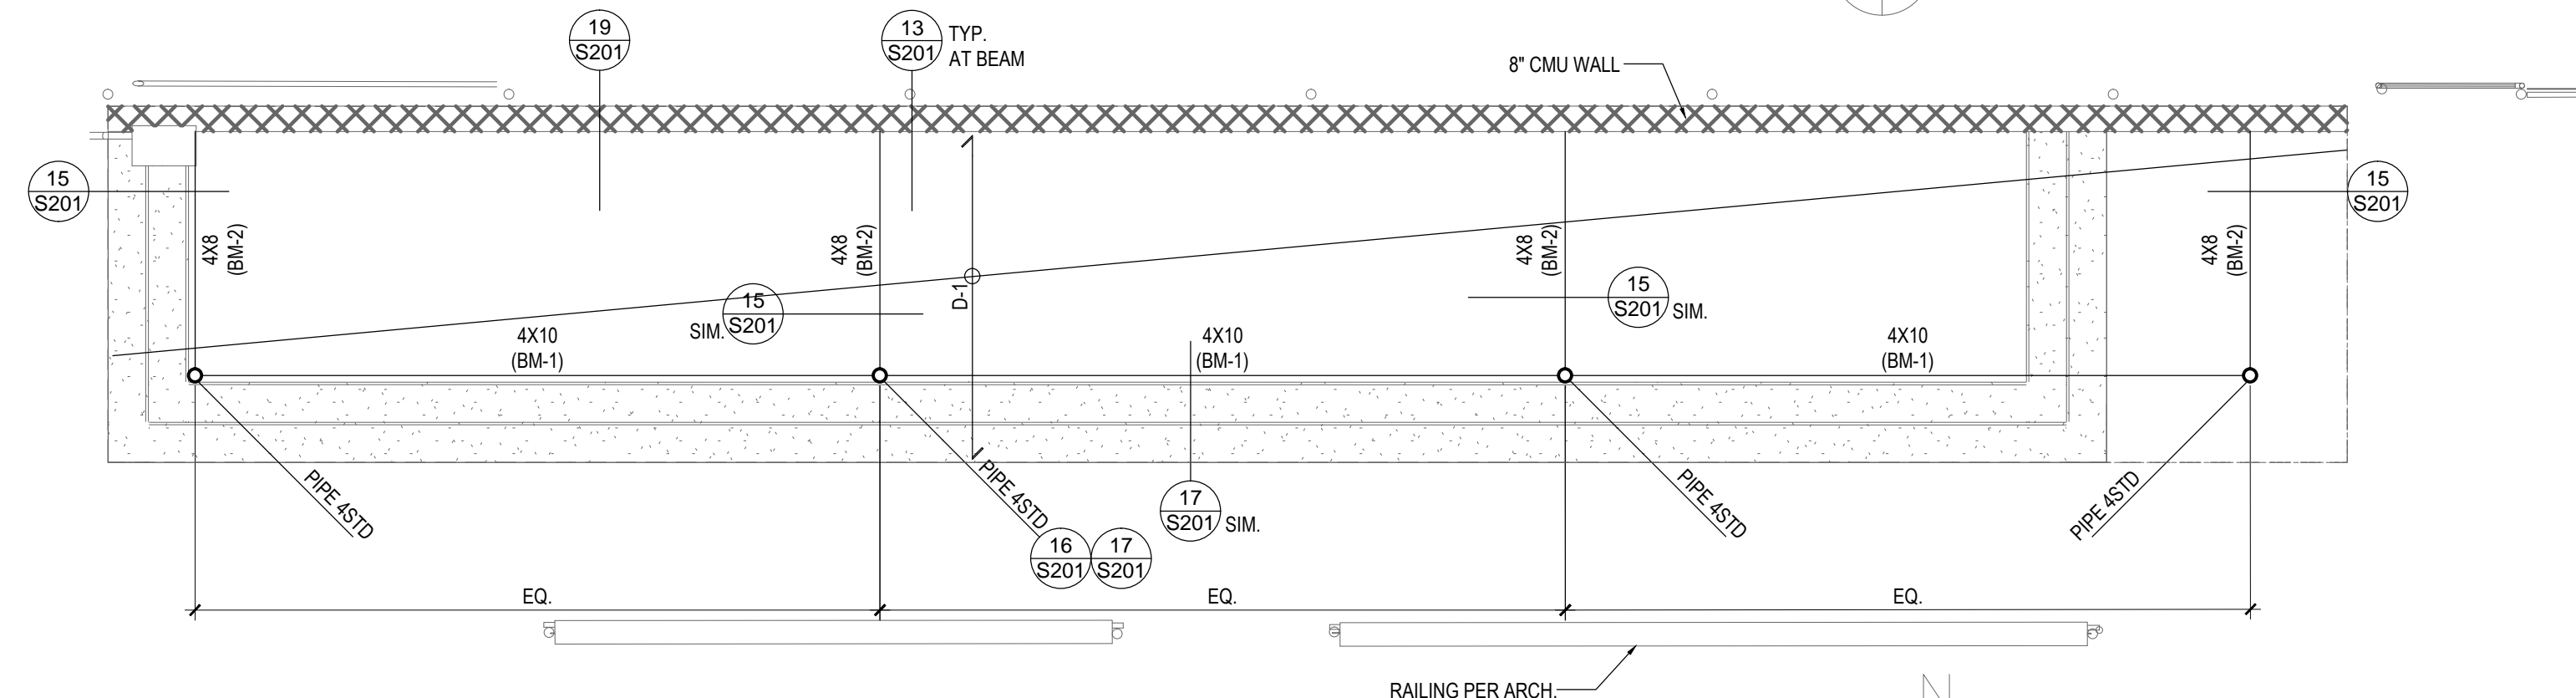 19
S201
13
S201
TYP.
AT BEAM
8" CMU WALL
15
S201
15
S201
4X8
(BM-2)
4X8
(BM-2)
4X8
(BM-2)
4X8
(BM-2)
D-1
15
S201
SIM.
15
S201
SIM.
4X10
(BM-1)
4X10
(BM-1)
4X10
(BM-1)
PIPE 4STD
PIPE 4STD
PIPE 4STD
PIPE 4STD
17
S201
SIM.
16
S201
17
S201
EQ.
EQ.
EQ.
RAILING PER ARCH.
N